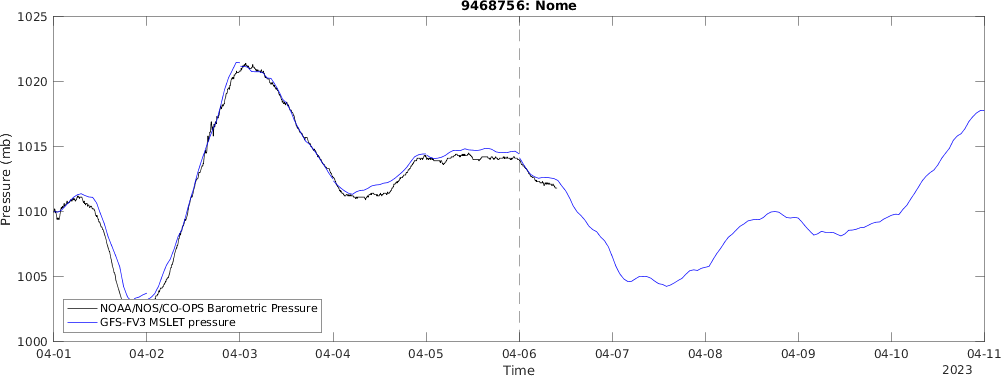 9468756: Nome
1025
1020
1015
1010
1005
1000
Pressure (mb)
NOAA/NOS/CO-OPS Barometric Pressure
GFS-FV3 MSLET pressure
04-01 04-02 04-03 04-04 04-05 04-06 04-07 04-08 04-09 04-10 04-11
Time
2023